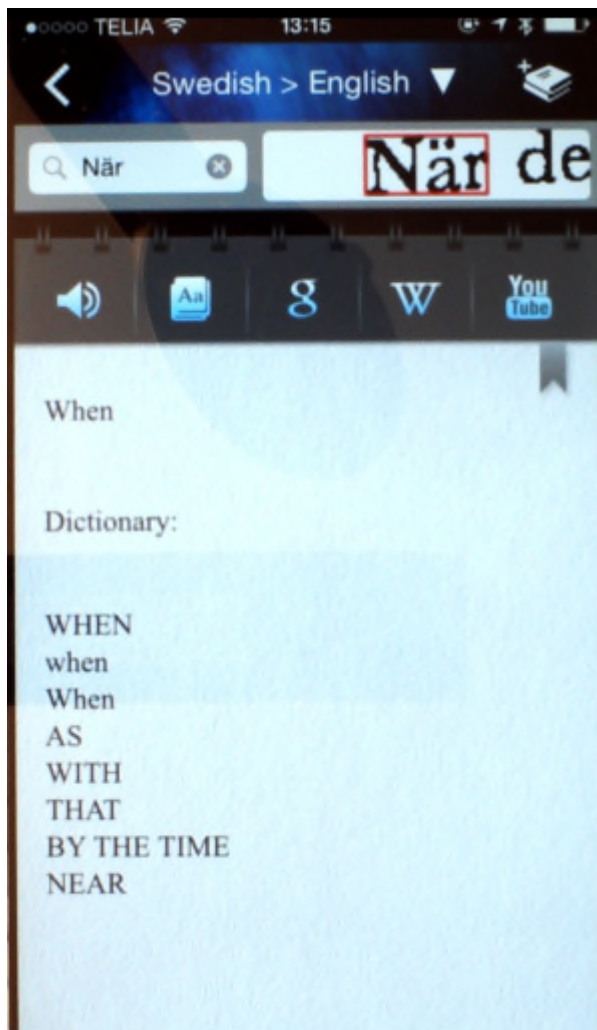 TELIA 13:15
Swedish > English
När
När de
Aa g W You Tube
When
Dictionary:
WHEN
when
When
AS
WITH
THAT
BY THE TIME
NEAR